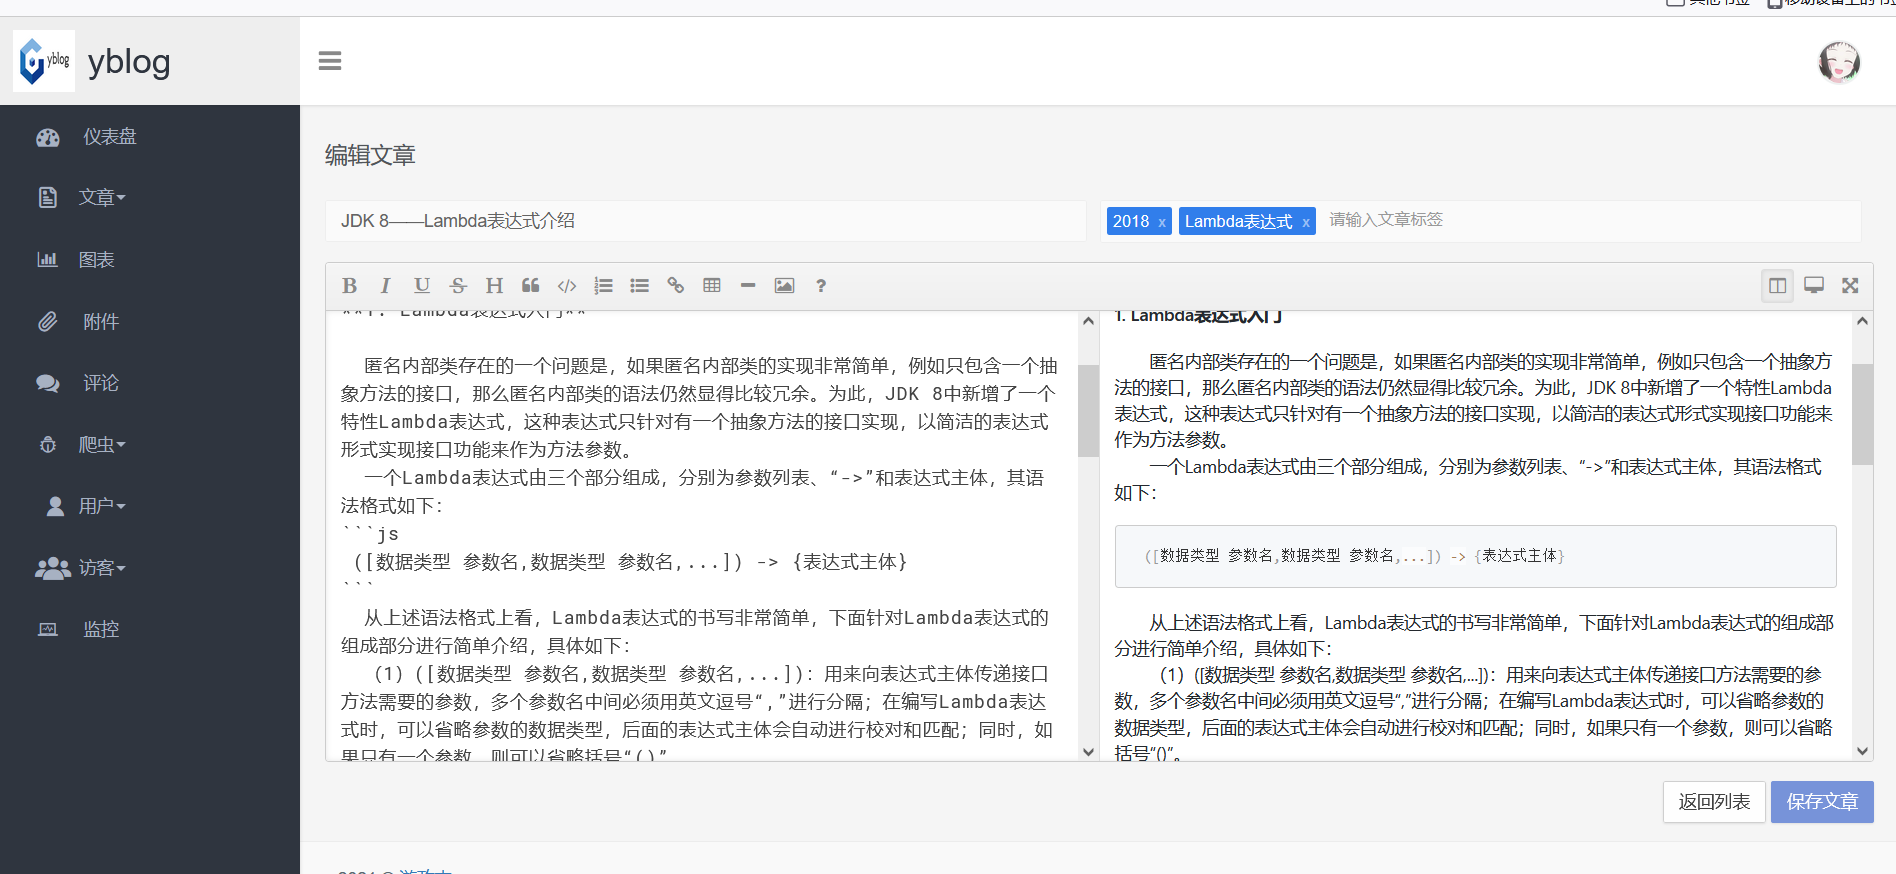 其他书签
移动设备上的书签
yblog
yblog
仪表盘
文章
图表
附件
评论
爬虫
用户
访客
监控
编辑文章
JDK 8——Lambda表达式介绍
2018 x
Lambda表达式 x
请输入文章标签
B I U S H ?
**1. Lambda表达式入门**
匿名内部类存在的一个问题是，如果匿名内部类的实现非常简单，例如只包含一个抽
象方法的接口，那么匿名内部类的语法仍然显得比较冗余。为此，JDK 8中新增了一个
特性Lambda表达式，这种表达式只针对有一个抽象方法的接口实现，以简洁的表达式
形式实现接口功能来作为方法参数。
一个Lambda表达式由三个部分组成，分别为参数列表、“->”和表达式主体，其语
法格式如下：
```js
([数据类型 参数名,数据类型 参数名,...]) -> {表达式主体}
```
从上述语法格式上看，Lambda表达式的书写非常简单，下面针对Lambda表达式的
组成部分进行简单介绍，具体如下：
（1）([数据类型 参数名,数据类型 参数名,...])：用来向表达式主体传递接口
方法需要的参数，多个参数名中间必须用英文逗号“,”进行分隔；在编写Lambda表达
式时，可以省略参数的数据类型，后面的表达式主体会自动进行校对和匹配；同时，如
果只有一个参数，则可以省略括号“()”
1. Lambda表达式入门
匿名内部类存在的一个问题是，如果匿名内部类的实现非常简单，例如只包含一个抽象方
法的接口，那么匿名内部类的语法仍然显得比较冗余。为此，JDK 8中新增了一个特性Lambda
表达式，这种表达式只针对有一个抽象方法的接口实现，以简洁的表达式形式实现接口功能来
作为方法参数。
一个Lambda表达式由三个部分组成，分别为参数列表、“->”和表达式主体，其语法格式
如下：
([数据类型 参数名,数据类型 参数名,...]) -> {表达式主体}
从上述语法格式上看，Lambda表达式的书写非常简单，下面针对Lambda表达式的组成部
分进行简单介绍，具体如下：
（1）([数据类型 参数名,数据类型 参数名,...])：用来向表达式主体传递接口方法需要的参
数，多个参数名中间必须用英文逗号“,”进行分隔；在编写Lambda表达式时，可以省略参数的
数据类型，后面的表达式主体会自动进行校对和匹配；同时，如果只有一个参数，则可以省略
括号“()”。
返回列表
保存文章